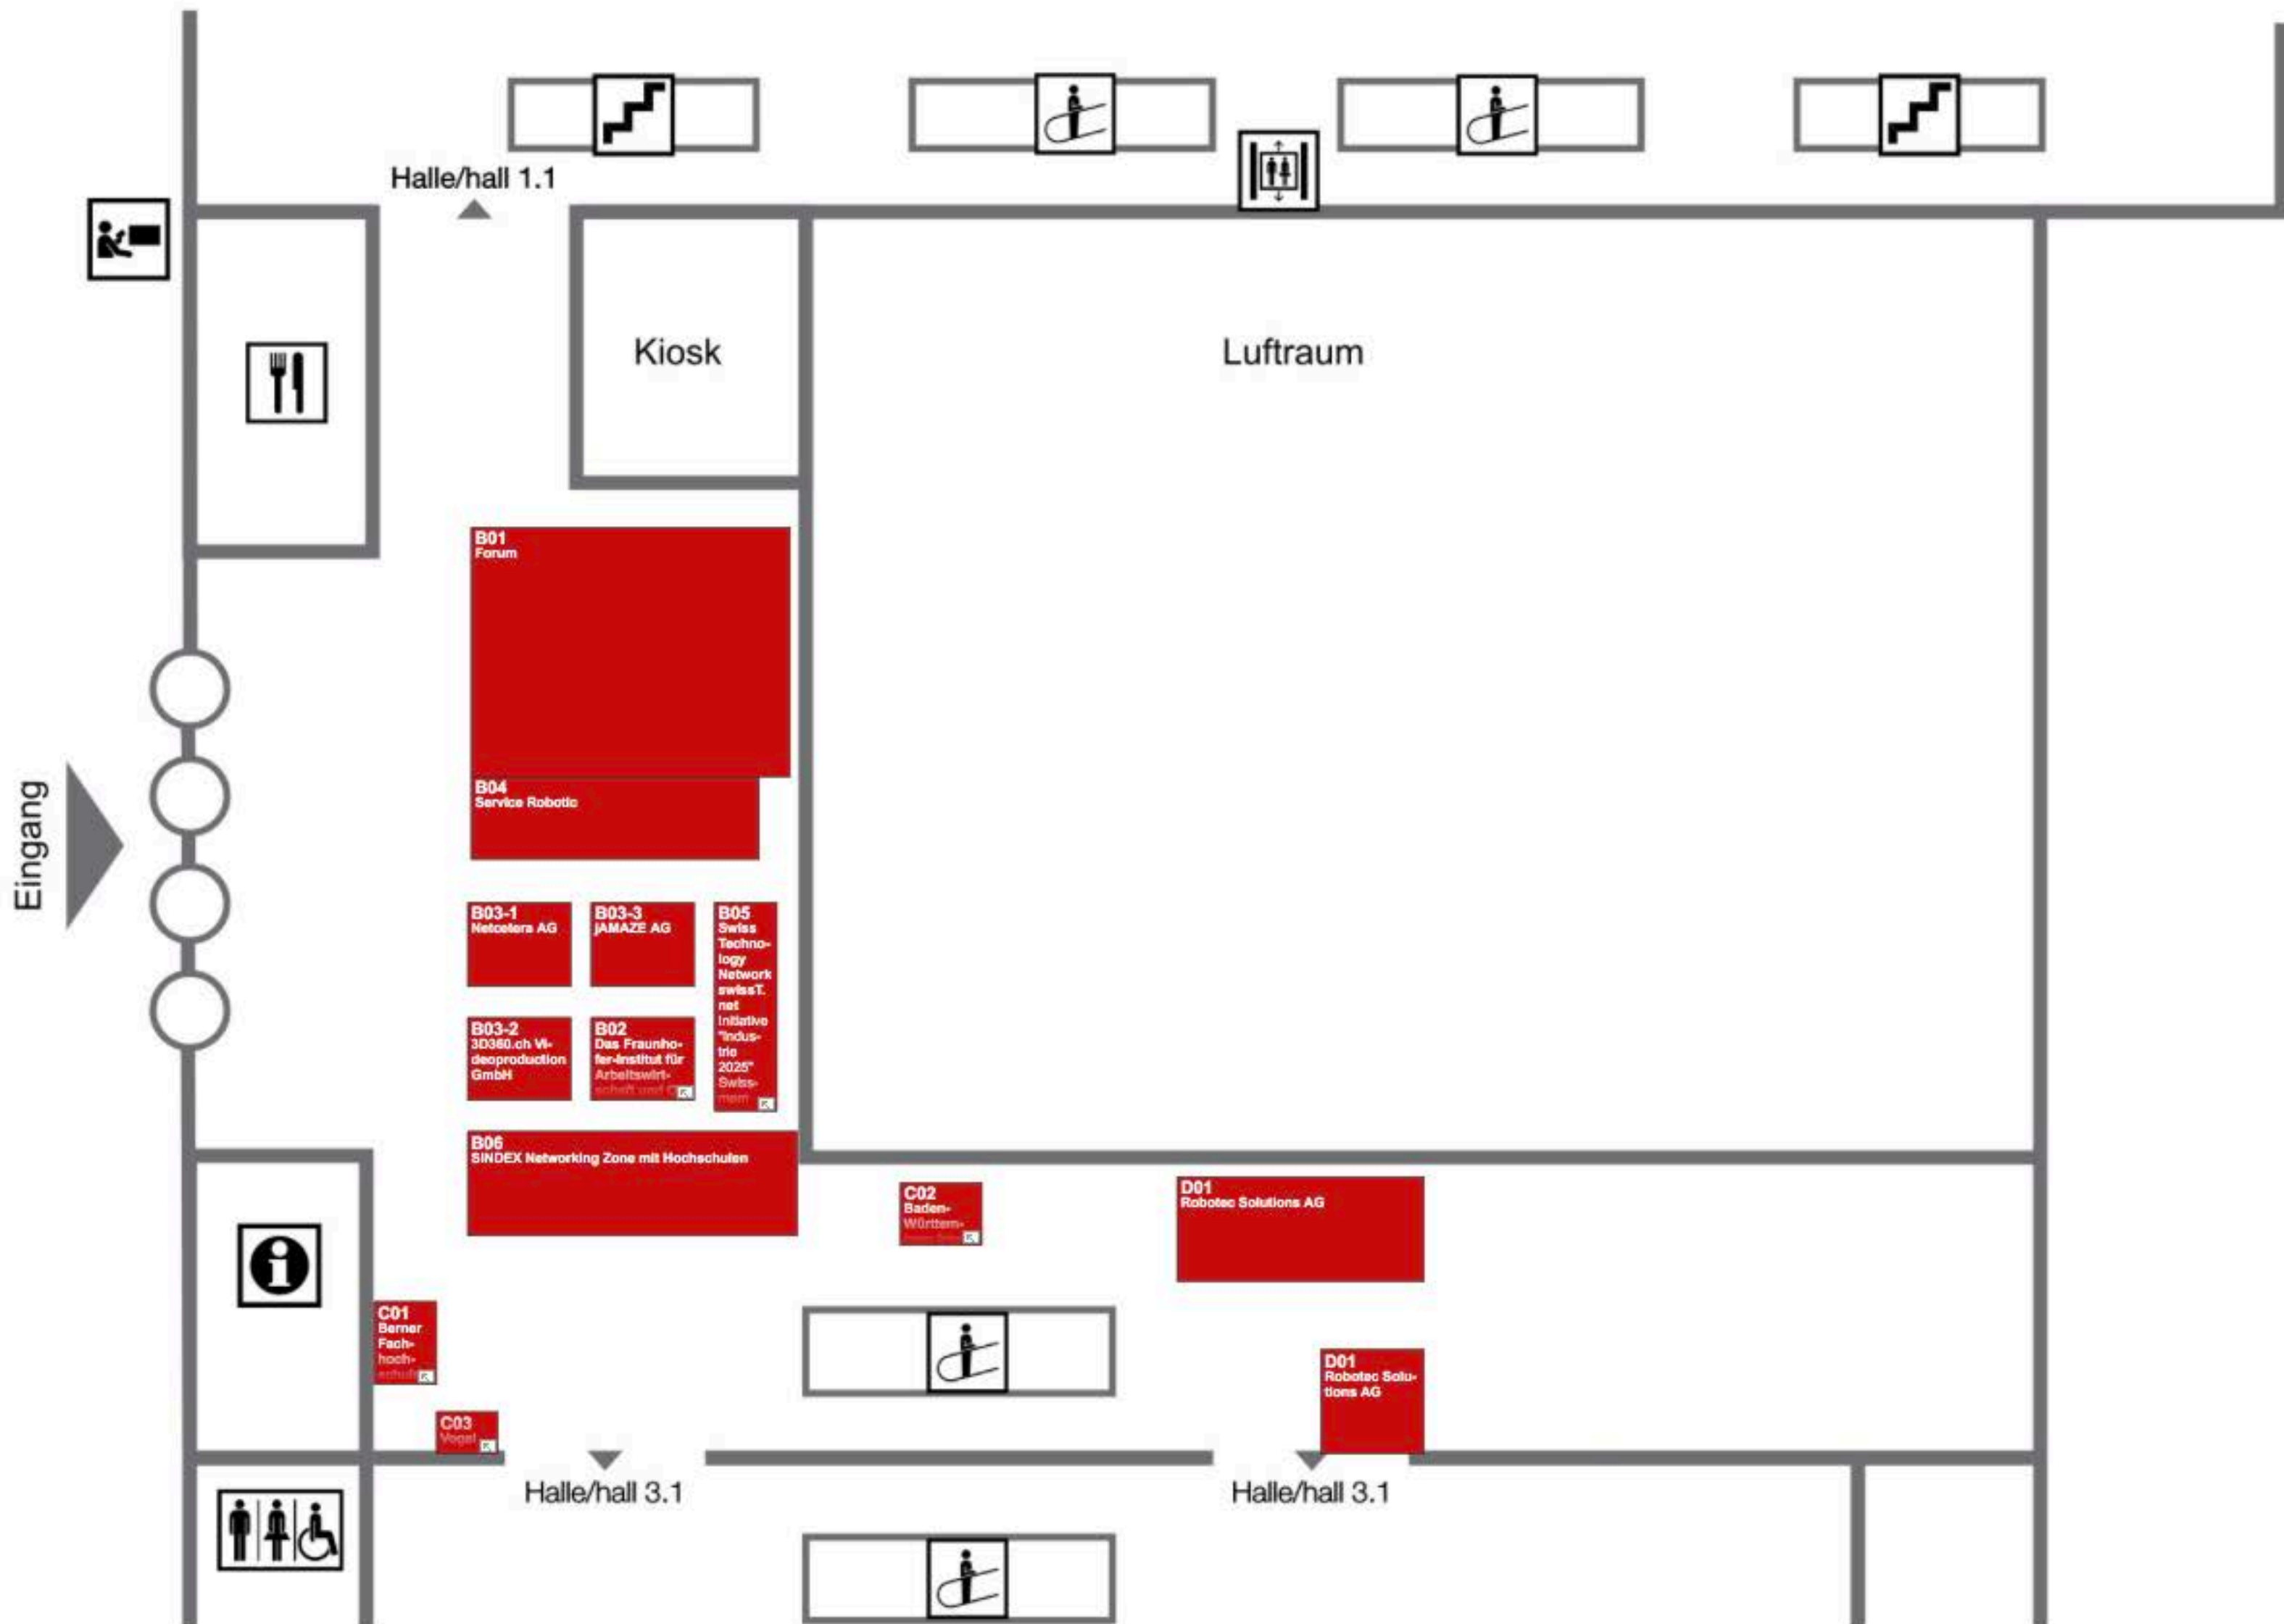 Halle/hall 1.1
Kiosk
Luftraum
Eingang
B01
Forum
B04
Service Robotic
B03-1
Netcetera AG
B03-3
jAMAZE AG
B05
Swiss
Techno-
logy
Network
swissT.
net
Initiative
"Indus-
trie
2025"
Swiss-
mem
B03-2
3D360.ch Vi-
deoproduction
GmbH
B02
Das Fraunho-
fer-Institut für
Arbeitswirt-
schaft und
B06
SINDEX Networking Zone mit Hochschulen
C02
Baden-
Württem-
D01
Robotec Solutions AG
C01
Berner
Fach-
hoch-
schule
D01
Robotec Solu-
tions AG
C03
Vogel
Halle/hall 3.1
Halle/hall 3.1